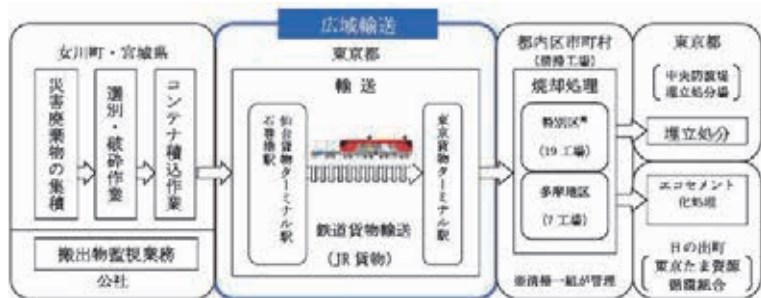 広域輸送
女川町・宮城県
災害廃棄物の集積
選別・破砕作業
コンテナ積込作業
搬出物監視業務
公社
東京都
輸送
仙台貨物ターミナル駅
石巻港駅
東京貨物ターミナル駅
鉄道貨物輸送
(JR貨物)
都内区市町村
(清掃工場)
焼却処理
特別区※
(19工場)
多摩地区
(7工場)
※清掃一組が管理
東京都
中央防波堤
埋立処分場
埋立処分
エコセメント
化処理
日の出町
東京たま資源
循環組合